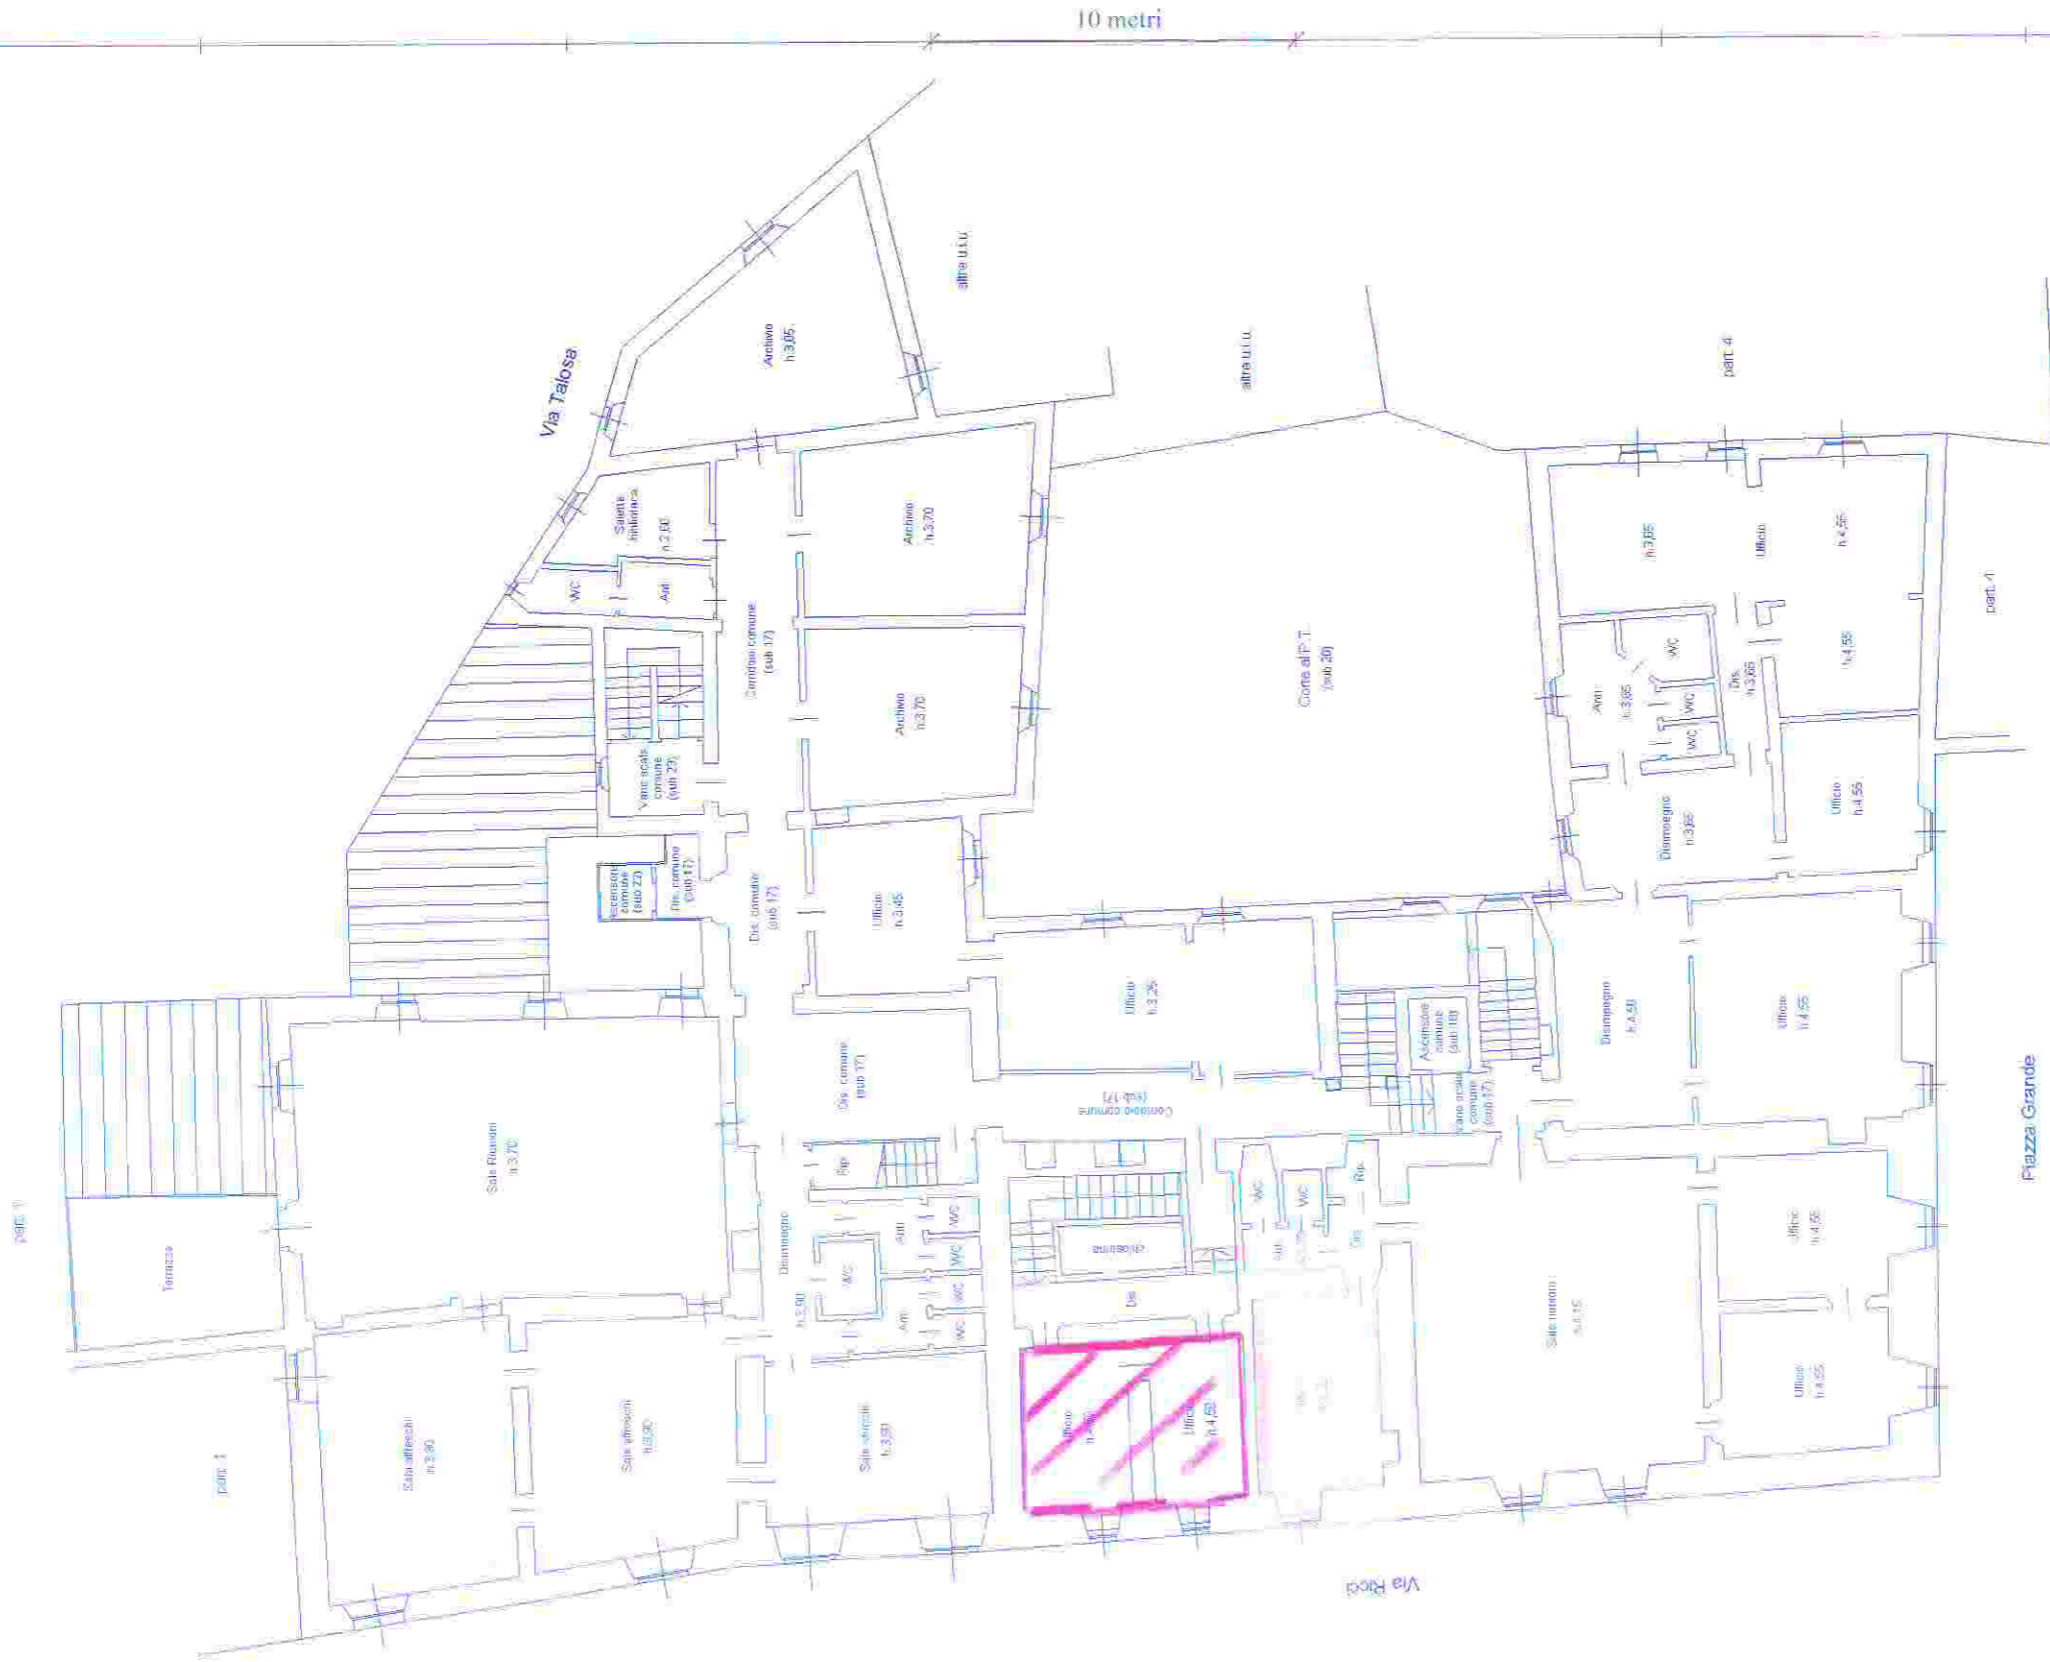 10 metri
Via Talosa
Archivio
h.3,65
altre u.i.u
altre u.i.u.
part. 4
Saletta
h.2,60
WC
Anti
Archivio
h.3,70
Corridoio comune
(sub 17)
Archivio
h.3,70
Corte al P.T.
(sub 20)
h.3,65
Ufficio
h.4,55
h.4,55
part. 4
Anti
h.3,65
WC
WC
WC
Dis.
h.3,65
Vano scala
comune
(sub 23)
Ufficio
h.4,55
Disimpegno
h.3,65
Ascensore
comune
(sub 22)
Dis. comune
(sub 17)
Dis. comune
(sub 17)
Ufficio
h.3,45
Ufficio
h.3,25
Ascensore
comune
(sub 18)
Vano scala
comune
(sub 17)
Disimpegno
h.4,50
Ufficio
h.4,55
Dis. comune
(sub 17)
Corridoio comune
(sub 17)
Sala Riunioni
h.3,70
part. 1
Terrazza
Disimpegno
h.3,90
Rip.
Anti
WC
WC
WC
Anti
WC
WC
Dis.
WC
WC
Rip.
Dis.
Ufficio
h.4,55
Sala riunioni
Ufficio
h.4,55
Piazza Grande
part. 1
Sala affreschi
h.3,90
Sala affreschi
h.3,90
Sala riunioni
h.3,90
Ufficio
Ufficio
h.4,50
Via Ricci